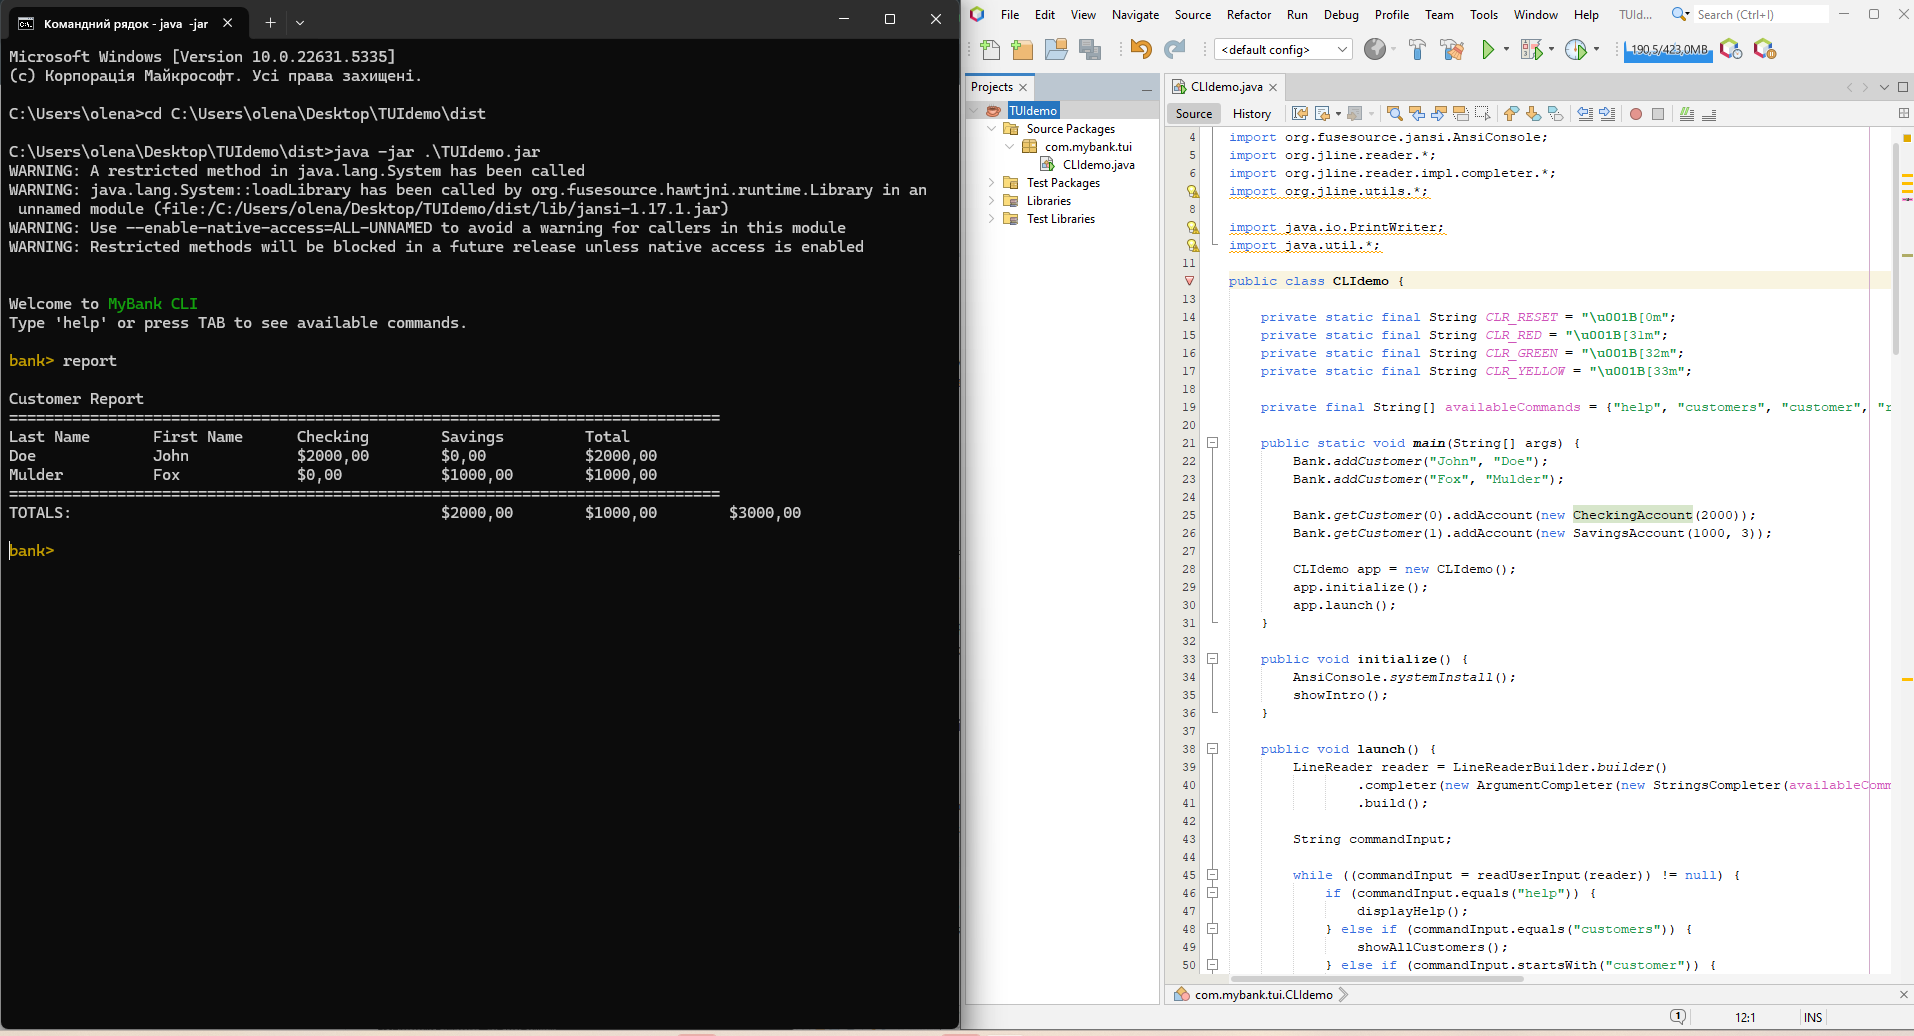 Командний рядок - java  -jar
Microsoft Windows [Version 10.0.22631.5335]
(c) Корпорація Майкрософт. Усі права захищені.
C:\Users\olena>cd C:\Users\olena\Desktop\TUIdemo\dist
C:\Users\olena\Desktop\TUIdemo\dist>java -jar .\TUIdemo.jar
WARNING: A restricted method in java.lang.System has been called
WARNING: java.lang.System::loadLibrary has been called by org.fusesource.hawtjni.runtime.Library in an
unnamed module (file:/C:/Users/olena/Desktop/TUIdemo/dist/lib/jansi-1.17.1.jar)
WARNING: Use --enable-native-access=ALL-UNNAMED to avoid a warning for callers in this module
WARNING: Restricted methods will be blocked in a future release unless native access is enabled
Welcome to MyBank CLI
Type 'help' or press TAB to see available commands.
bank> report
Customer Report
===============================================================================
Last Name       First Name      Checking        Savings         Total
Doe             John            $2000,00        $0,00           $2000,00
Mulder          Fox             $0,00           $1000,00        $1000,00
===============================================================================
TOTALS:                                         $2000,00        $1000,00        $3000,00
bank>
File Edit View Navigate Source Refactor Run Debug Profile Team Tools Window Help TUId... Search (Ctrl+I)
<default config> 190,5/423,0MB
Projects
TUIdemo
Source Packages
com.mybank.tui
CLIdemo.java
Test Packages
Libraries
Test Libraries
CLIdemo.java
Source History
4 import org.fusesource.jansi.AnsiConsole;
5 import org.jline.reader.*;
6 import org.jline.reader.impl.completer.*;
import org.jline.utils.*;
8
import java.io.PrintWriter;
import java.util.*;
11
public class CLIdemo {
13
14 private static final String CLR_RESET = "\u001B[0m";
15 private static final String CLR_RED = "\u001B[31m";
16 private static final String CLR_GREEN = "\u001B[32m";
17 private static final String CLR_YELLOW = "\u001B[33m";
18
19 private final String[] availableCommands = {"help", "customers", "customer", "r
20
21 public static void main(String[] args) {
22 Bank.addCustomer("John", "Doe");
23 Bank.addCustomer("Fox", "Mulder");
24
25 Bank.getCustomer(0).addAccount(new CheckingAccount(2000));
26 Bank.getCustomer(1).addAccount(new SavingsAccount(1000, 3));
27
28 CLIdemo app = new CLIdemo();
29 app.initialize();
30 app.launch();
31 }
32
33 public void initialize() {
34 AnsiConsole.systemInstall();
35 showIntro();
36 }
37
38 public void launch() {
39 LineReader reader = LineReaderBuilder.builder()
40 .completer(new ArgumentCompleter(new StringsCompleter(availableComm
41 .build();
42
43 String commandInput;
44
45 while ((commandInput = readUserInput(reader)) != null) {
46 if (commandInput.equals("help")) {
47 displayHelp();
48 } else if (commandInput.equals("customers")) {
49 showAllCustomers();
50 } else if (commandInput.startsWith("customer")) {
com.mybank.tui.CLIdemo
1 12:1 INS